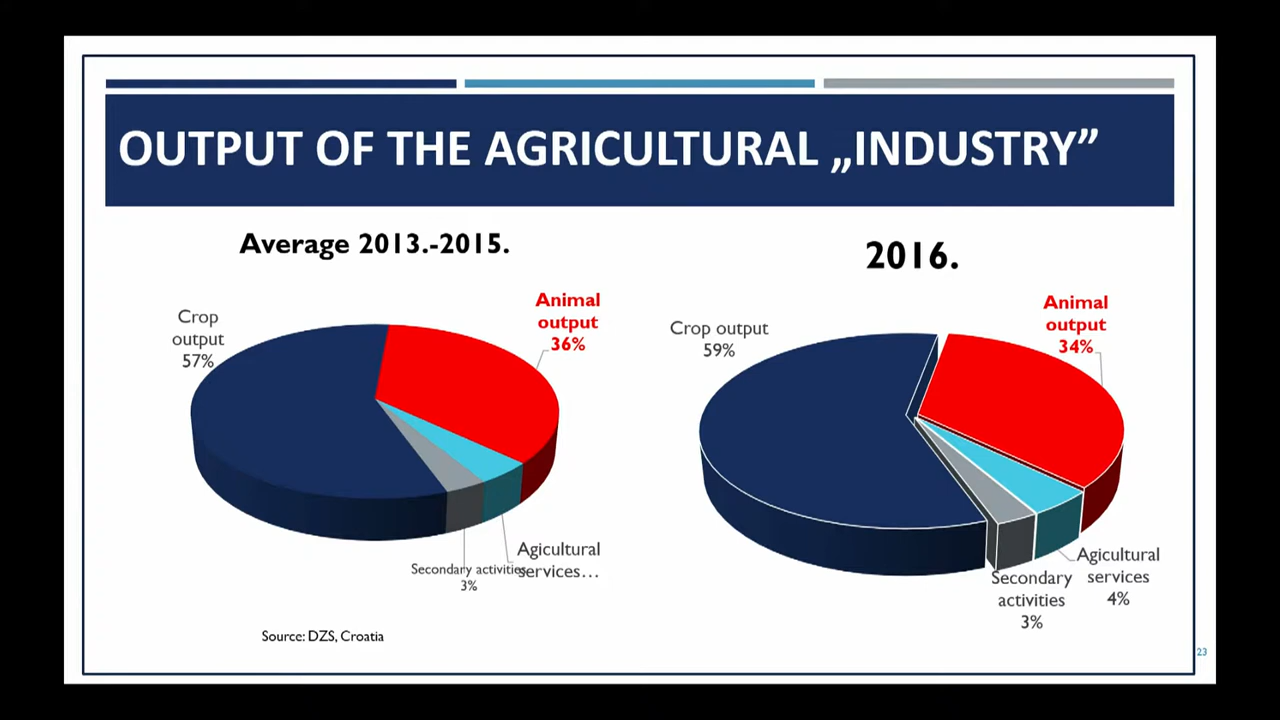 OUTPUT OF THE AGRICULTURAL „INDUSTRY”
Average 2013.-2015.
Crop
output
57%
Animal
output
36%
Agicultural
services…
Secondary activities
3%
Source: DZS, Croatia
2016.
Crop output
59%
Animal
output
34%
Agicultural
services
4%
Secondary
activities
3%
23